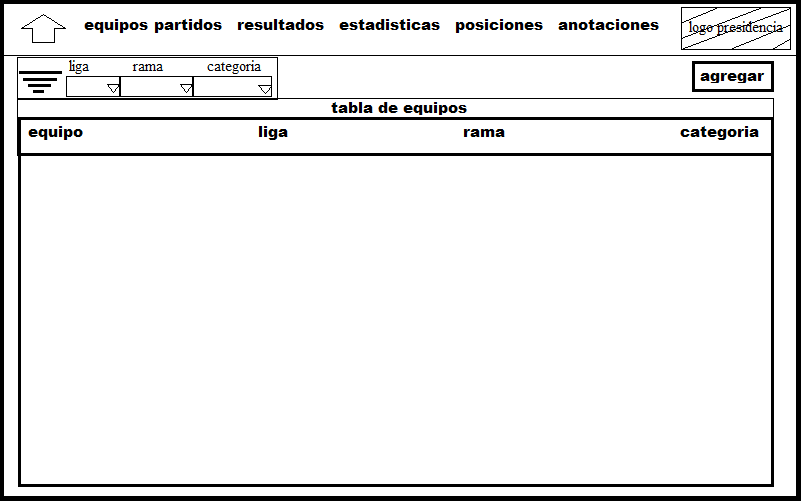 equipos partidos resultados estadisticas posiciones anotaciones logo presidencia
liga rama categoria
agregar
tabla de equipos
equipo liga rama categoria